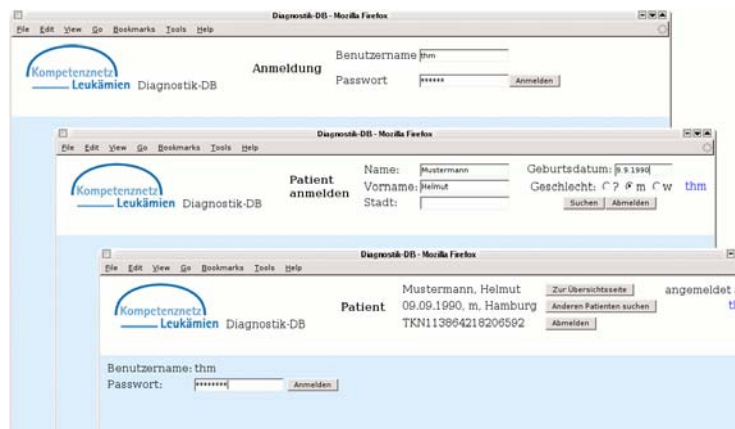 Diagnostik-DB - Mozilla Firefox
File Edit View Go Bookmarks Tools Help
Kompetenznetz
Leukämien Diagnostik-DB
Anmeldung
Benutzername thm
Passwort ****** Anmelden
Diagnostik-DB - Mozilla Firefox
File Edit View Go Bookmarks Tools Help
Kompetenznetz
Leukämien Diagnostik-DB
Patient
anmelden
Name: Mustermann Geburtsdatum: 9.9.1990
Vorname: Helmut Geschlecht: ? m w thm
Stadt: Suchen Abmelden
Diagnostik-DB - Mozilla Firefox
File Edit View Go Bookmarks Tools Help
Kompetenznetz
Leukämien Diagnostik-DB
Patient
Mustermann, Helmut Zur Übersichtsseite angemeldet
09.09.1990, m, Hamburg Anderen Patienten suchen
TKN113864218206592 Abmelden
Benutzername: thm
Passwort: ******** Anmelden